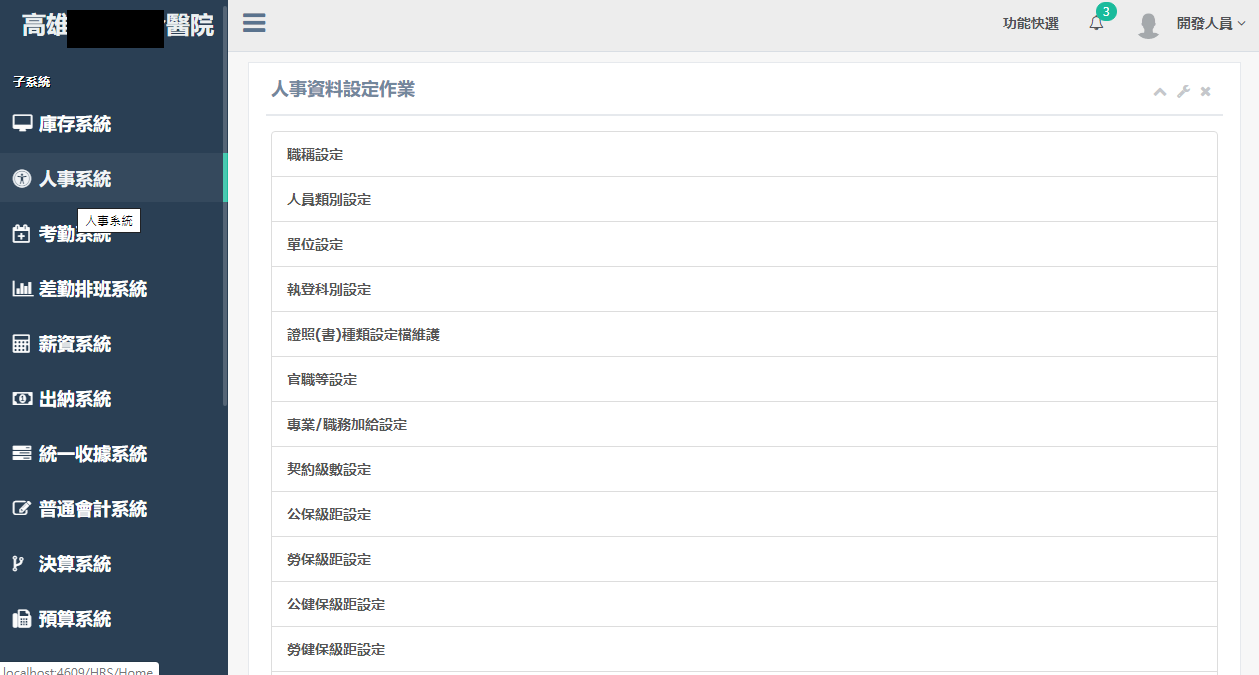 高雄 醫院
功能快選
3
開發人員
子系統
庫存系統
人事系統
人事系統
考勤系統
差勤排班系統
薪資系統
出納系統
統一收據系統
普通會計系統
決算系統
預算系統
人事資料設定作業
職稱設定
人員類別設定
單位設定
執登科別設定
證照(書)種類設定檔維護
官職等設定
專業/職務加給設定
契約級數設定
公保級距設定
勞保級距設定
公健保級距設定
勞健保級距設定
localhost:4609/HRS/Home